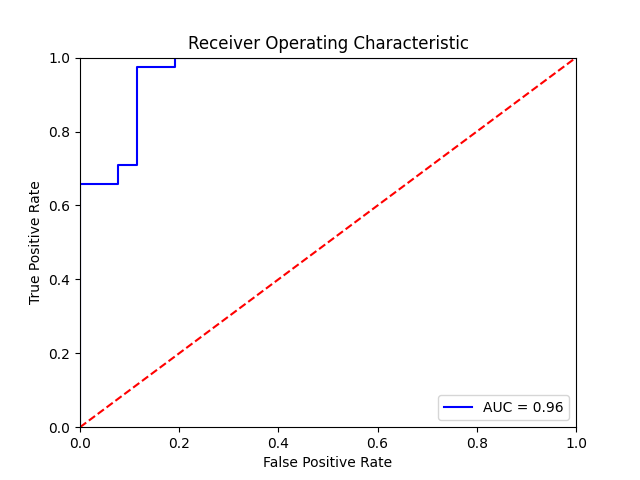 Receiver Operating Characteristic
True Positive Rate
1.0
0.8
0.6
0.4
0.2
0.0
AUC = 0.96
0.0 0.2 0.4 0.6 0.8 1.0
False Positive Rate